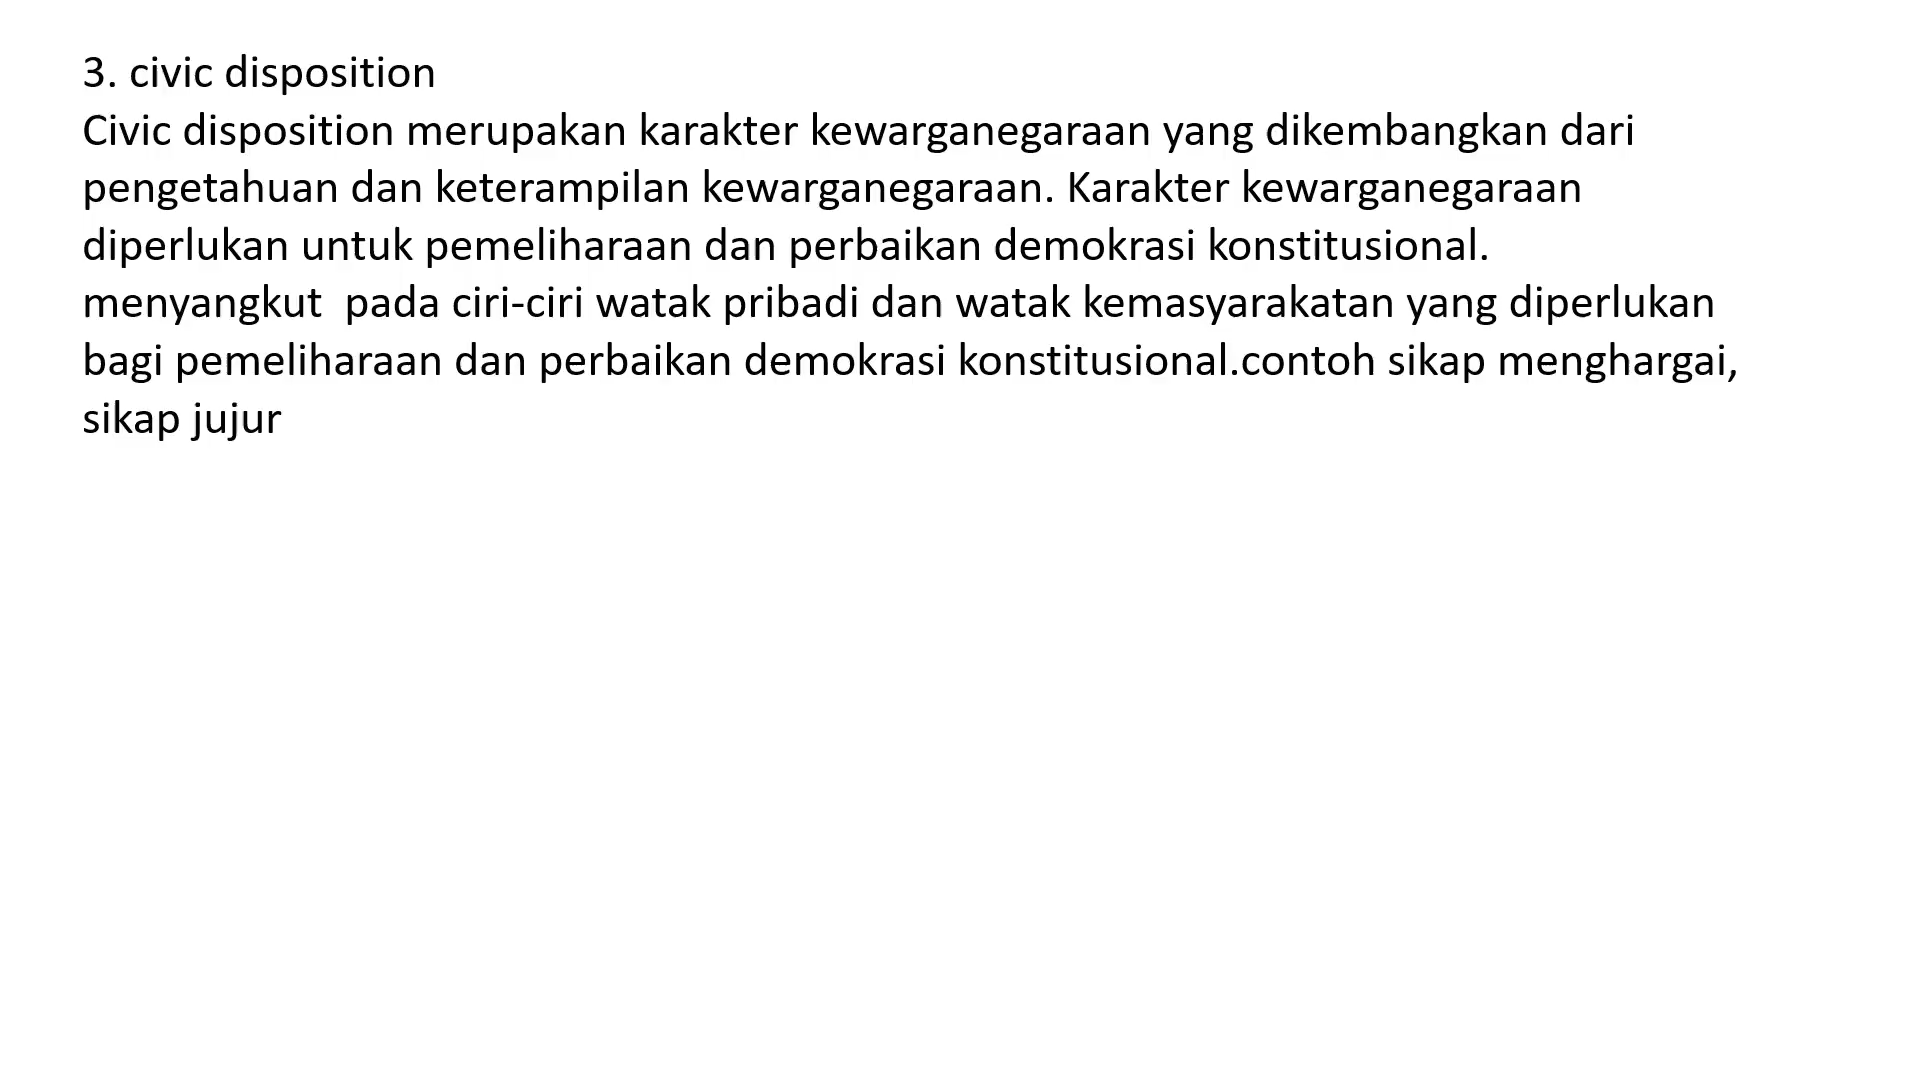 3. civic disposition
Civic disposition merupakan karakter kewarganegaraan yang dikembangkan dari
pengetahuan dan keterampilan kewarganegaraan. Karakter kewarganegaraan
diperlukan untuk pemeliharaan dan perbaikan demokrasi konstitusional.
menyangkut  pada ciri-ciri watak pribadi dan watak kemasyarakatan yang diperlukan
bagi pemeliharaan dan perbaikan demokrasi konstitusional.contoh sikap menghargai,
sikap jujur